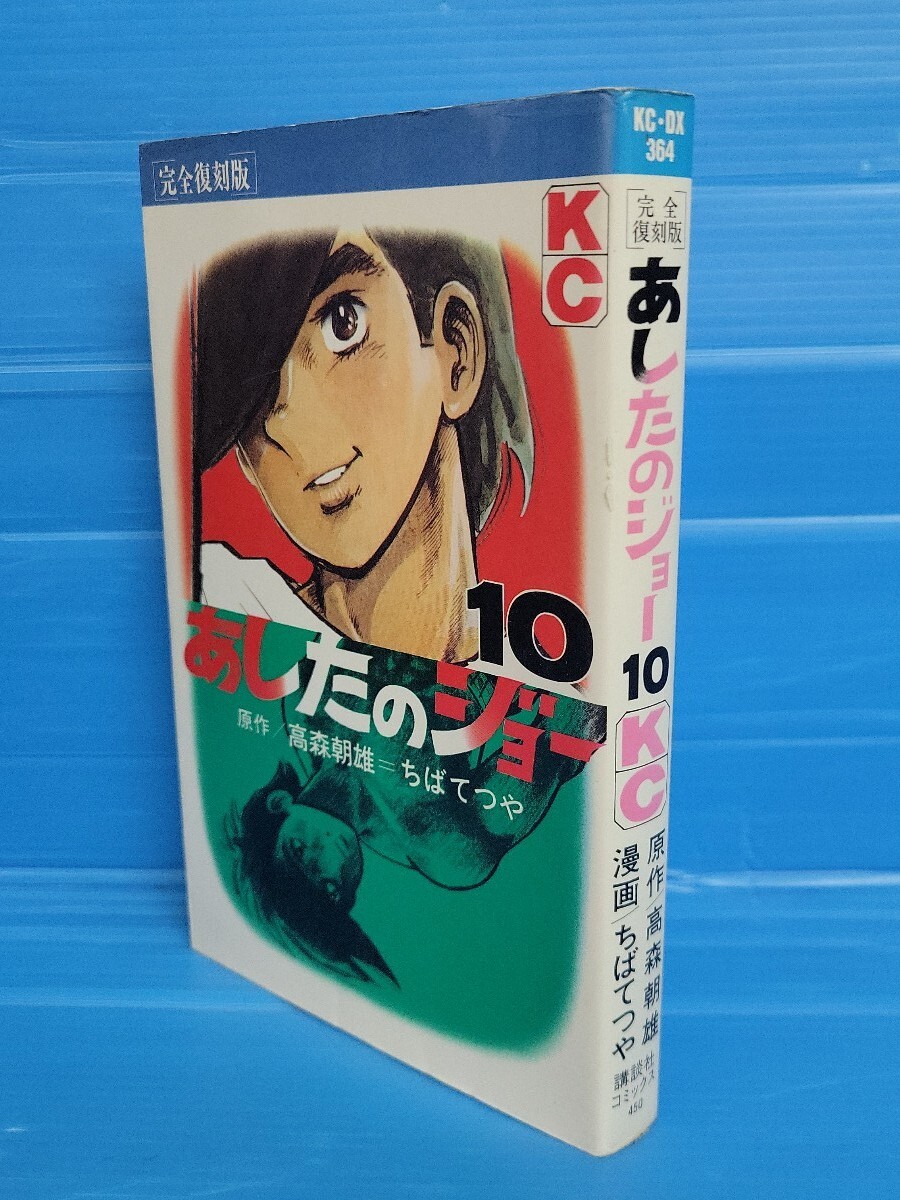 [完全復刻版]
KC
10
あしたのジョー
原作/高森朝雄=ちばてつや
KC・DX
364
[完全
復刻版]
あしたのジョー
10
KC
原作/高森朝雄
漫画/ちばてつや
講談社
コミックス
450